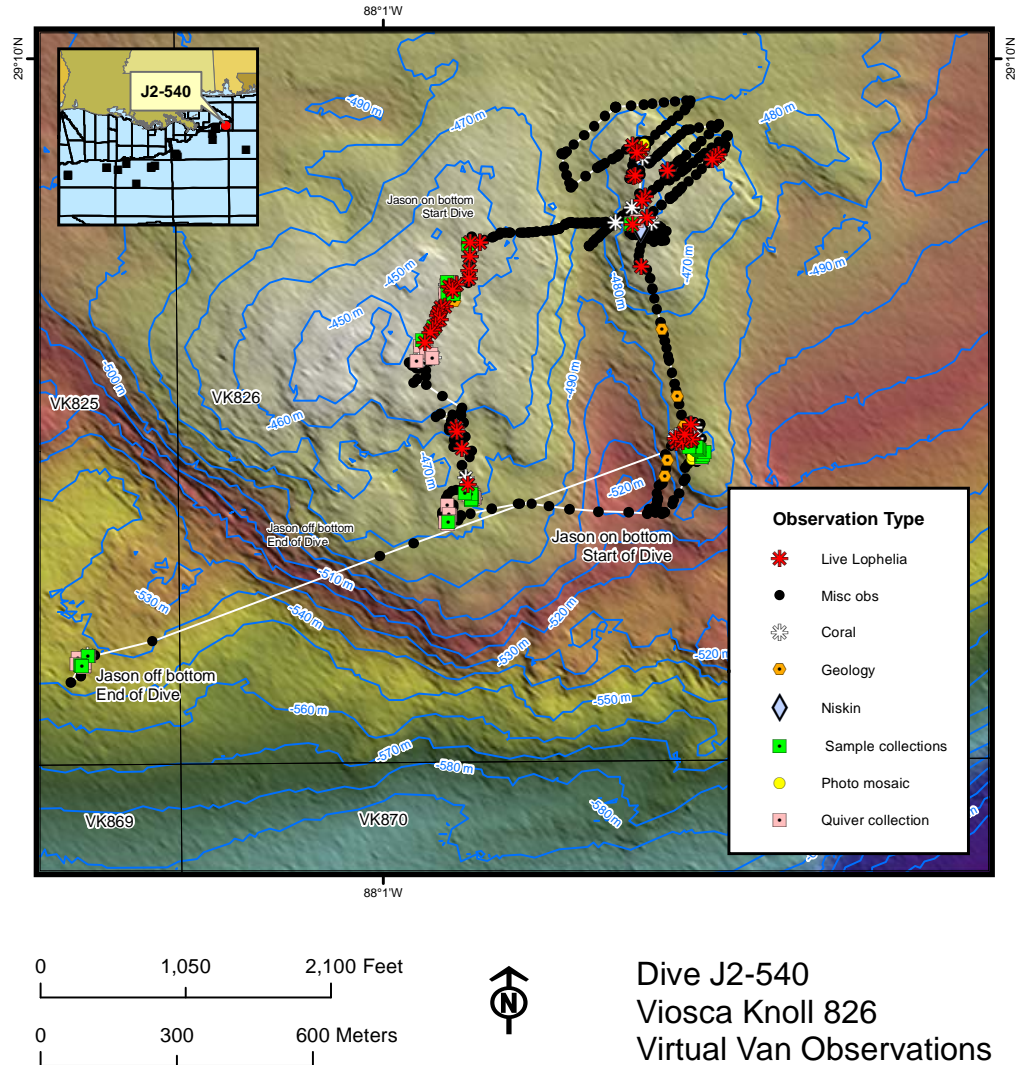 88°1'W
29°10'N
29°10'N
J2-540
-490 m
-470 m
-480 m
Jason on bottom
Start Dive
-450 m
-470 m
-490 m
-480 m
-450 m
-500 m
-490 m
VK825
VK826
-460 m
-470 m
-520 m
Jason off bottom
End of Dive
Jason on bottom
Start of Dive
-510 m
-530 m
-540 m
-520 m
-530 m
-520 m
Jason off bottom
End of Dive
-560 m
-550 m
-570 m
-580 m
-580 m
VK869
VK870
Observation Type
Live Lophelia
Misc obs
Coral
Geology
Niskin
Sample collections
Photo mosaic
Quiver collection
88°1'W
0 1,050 2,100 Feet
0 300 600 Meters
N
Dive J2-540
Viosca Knoll 826
Virtual Van Observations